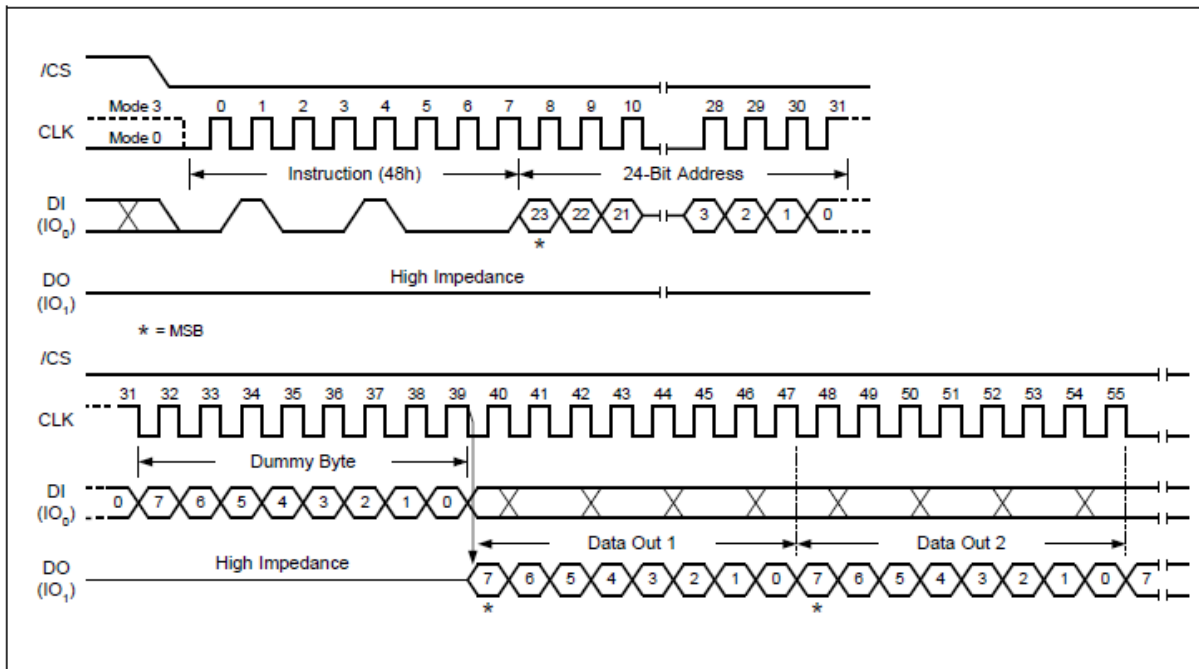 /CS
Mode 3 0 1 2 3 4 5 6 7 8 9 10 28 29 30 31
CLK
Mode 0
Instruction (48h) 24-Bit Address
DI
(IO0) 23 22 21 3 2 1 0
*
High Impedance
DO
(IO1)
* = MSB
/CS
31 32 33 34 35 36 37 38 39 40 41 42 43 44 45 46 47 48 49 50 51 52 53 54 55
CLK
Dummy Byte
DI
(IO0) 0 7 6 5 4 3 2 1 0
Data Out 1 Data Out 2
High Impedance
DO
(IO1) 7 6 5 4 3 2 1 0 7 6 5 4 3 2 1 0 7
* *